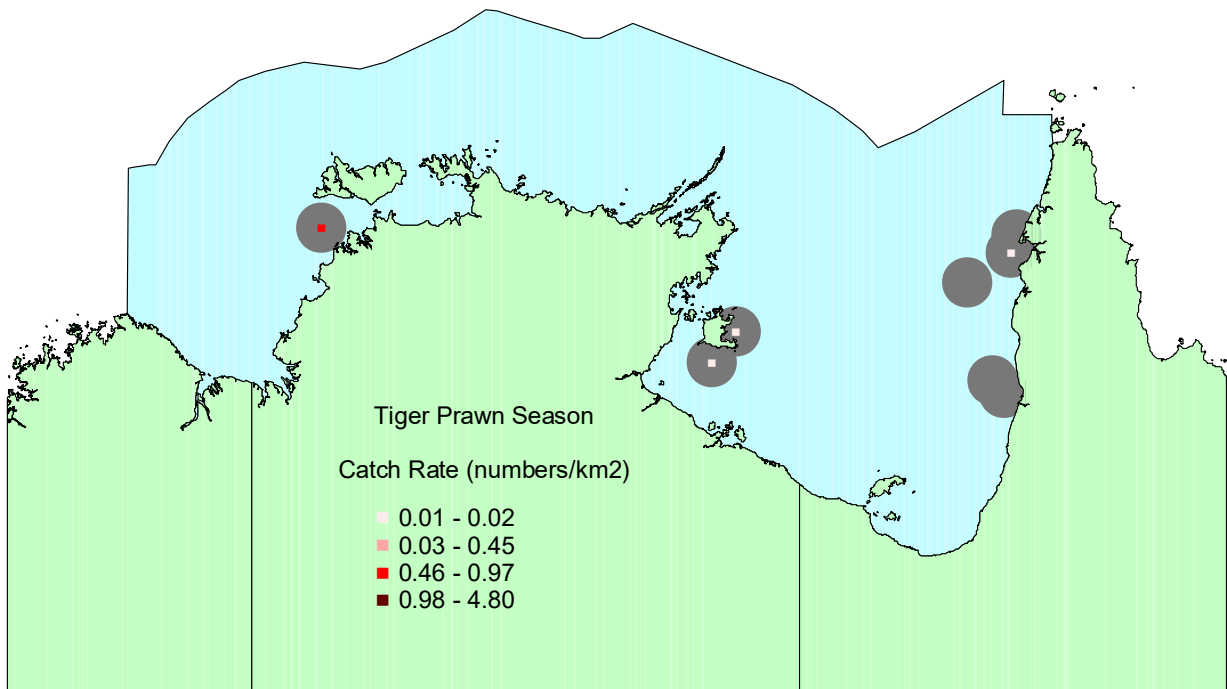 Tiger Prawn Season
Catch Rate (numbers/km2)
0.01 - 0.02
0.03 - 0.45
0.46 - 0.97
0.98 - 4.80